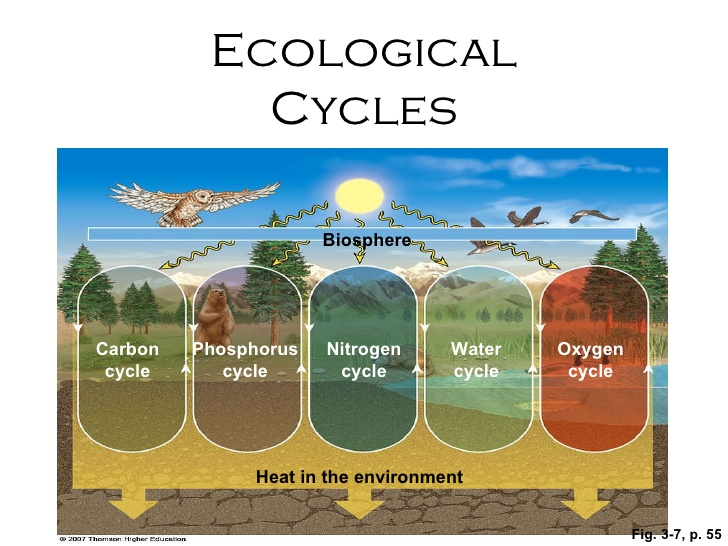 Ecological
Cycles
Biosphere
Carbon
cycle
Phosphorus
cycle
Nitrogen
cycle
Water
cycle
Oxygen
cycle
Heat in the environment
© 2007 Thomson Higher Education
Fig. 3-7, p. 55